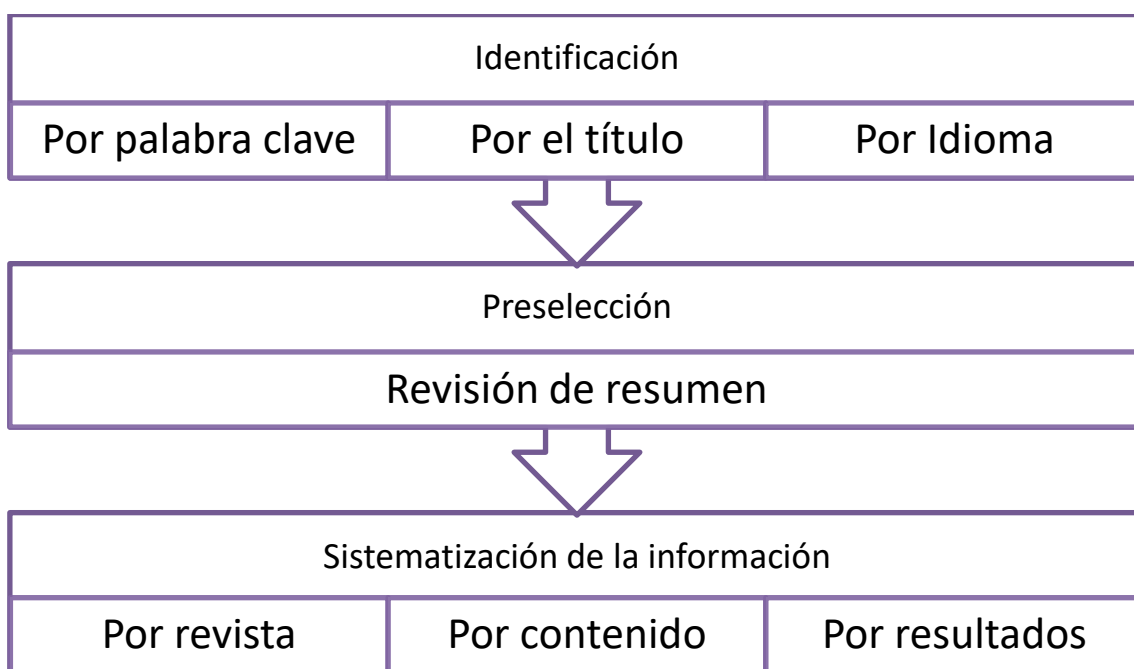 Identificación
Por palabra clave
Por el título
Por Idioma
Preselección
Revisión de resumen
Sistematización de la información
Por revista
Por contenido
Por resultados